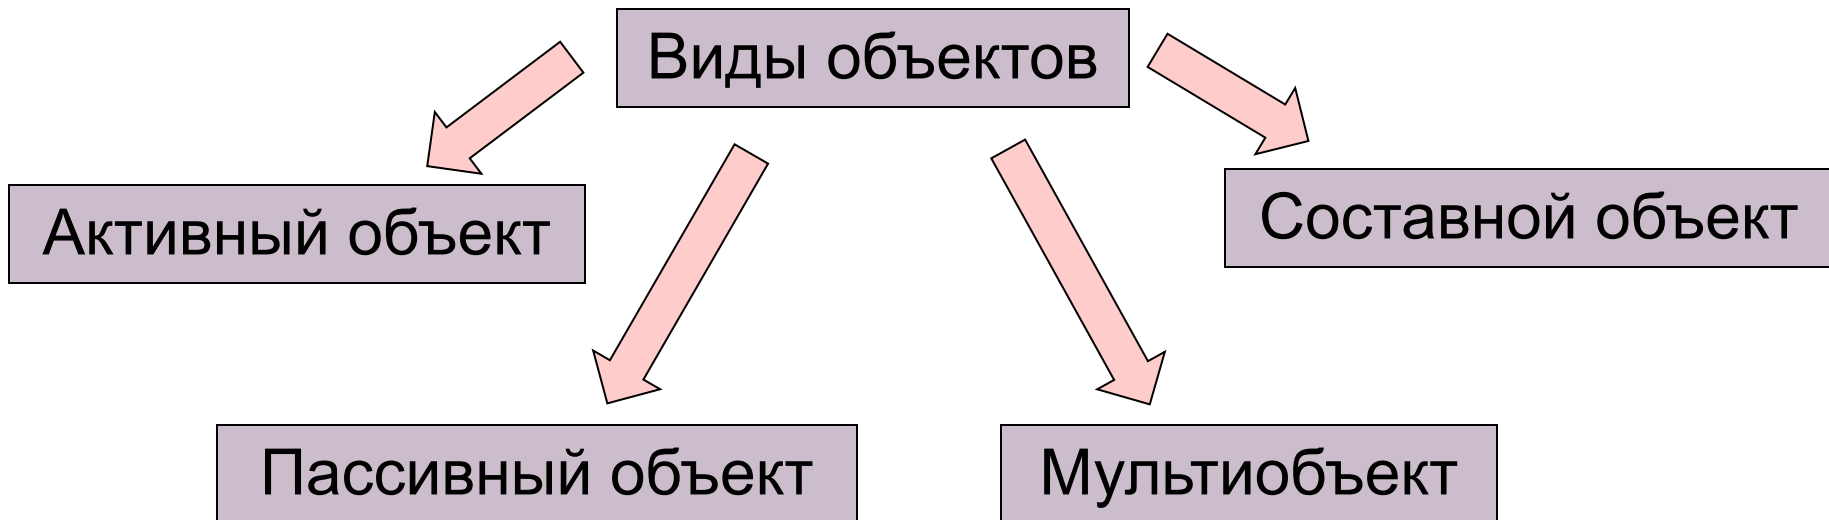 Виды объектов
Активный объект
Составной объект
Пассивный объект
Мультиобъект